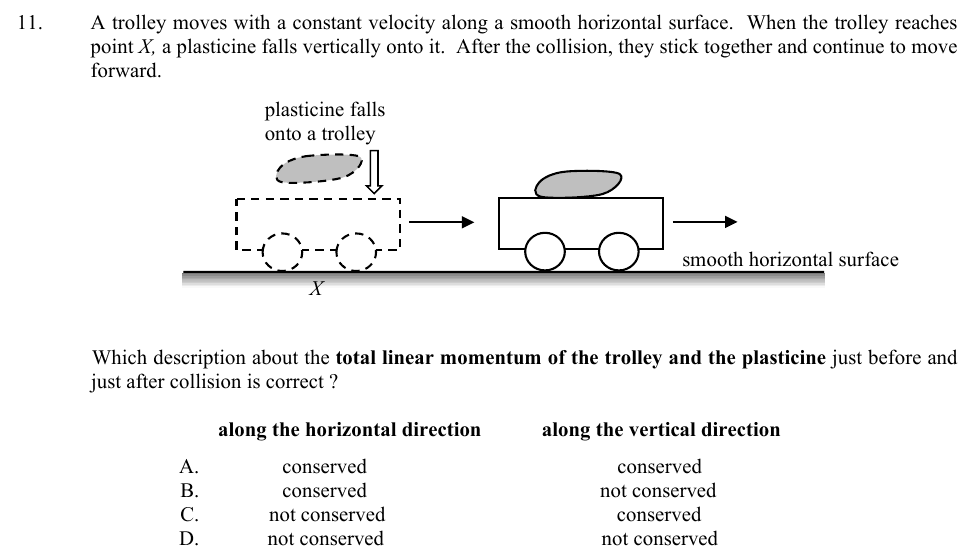 11. A trolley moves with a constant velocity along a smooth horizontal surface. When the trolley reaches
point X, a plasticine falls vertically onto it. After the collision, they stick together and continue to move
forward.
plasticine falls
onto a trolley
smooth horizontal surface
X
Which description about the total linear momentum of the trolley and the plasticine just before and
just after collision is correct ?
along the horizontal direction along the vertical direction
A. conserved conserved
B. conserved not conserved
C. not conserved conserved
D. not conserved not conserved